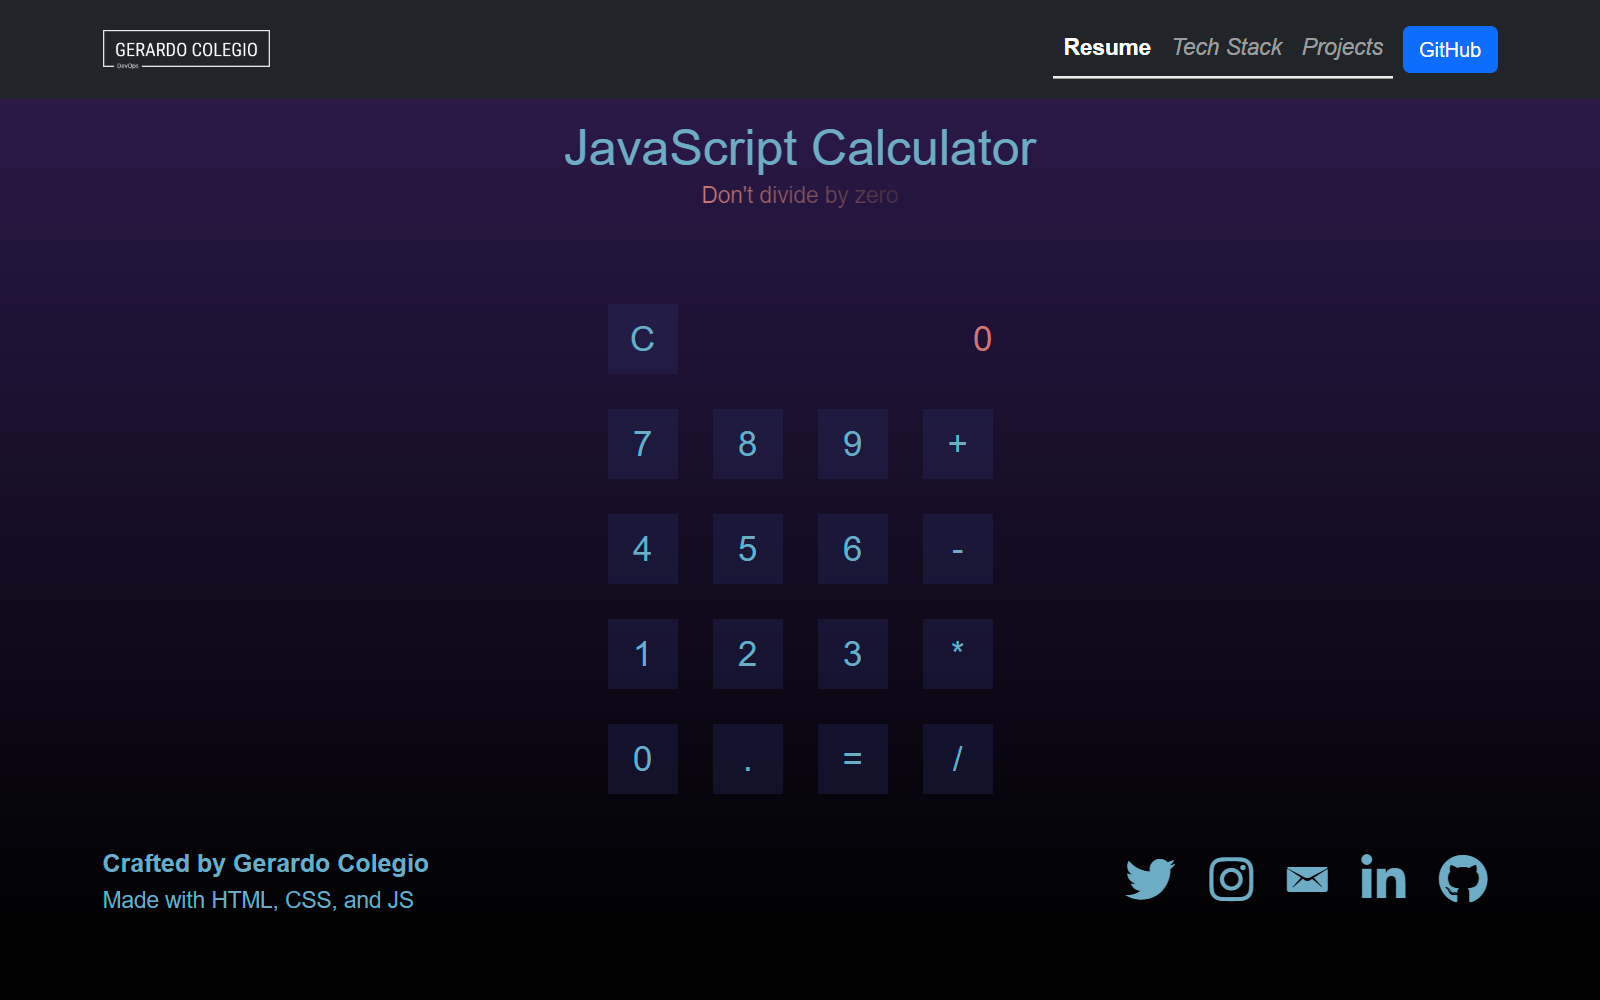 GERARDO COLEGIO
DevOps
Resume Tech Stack Projects GitHub
JavaScript Calculator
Don't divide by zero
C 0
7 8 9 +
4 5 6 -
1 2 3 *
0 . = /
Crafted by Gerardo Colegio
Made with HTML, CSS, and JS